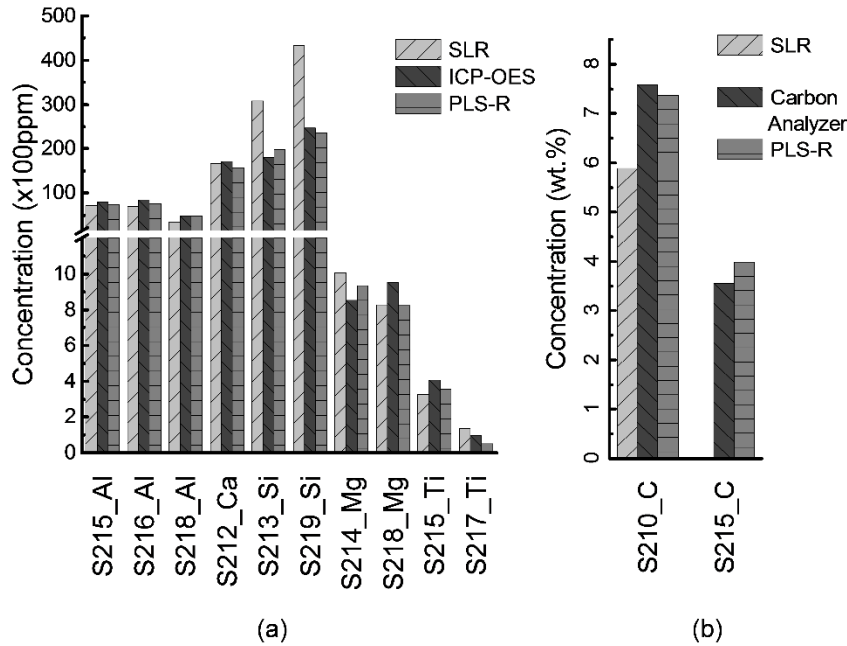 500
400
300
200
100
10
8
6
4
2
0
Concentration (x100ppm)
SLR
ICP-OES
PLS-R
S215_Al
S216_Al
S218_Al
S212_Ca
S213_Si
S219_Si
S214_Mg
S218_Mg
S215_Ti
S217_Ti
(a)
8
7
6
5
4
3
2
1
0
Concentration (wt.%)
SLR
Carbon
Analyzer
PLS-R
S210_C
S215_C
(b)